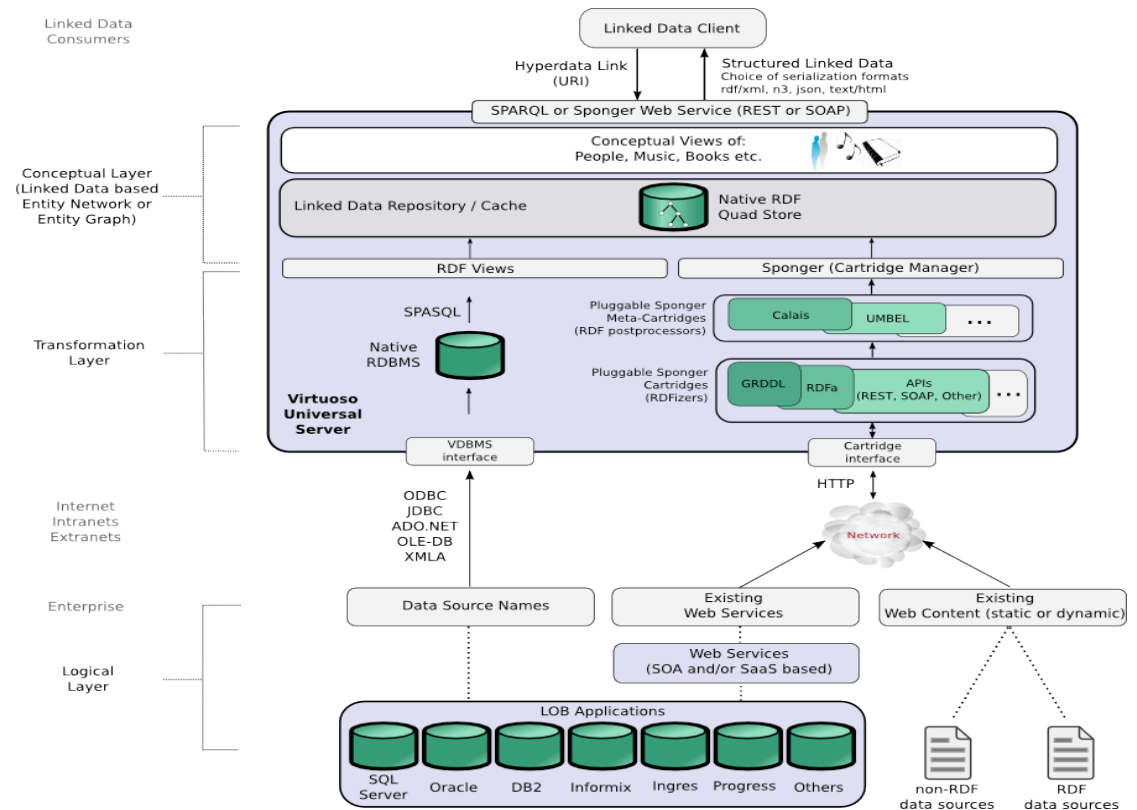 Linked Data
Consumers
Linked Data Client
Hyperdata Link
(URI)
Structured Linked Data
Choice of serialization formats
rdf/xml, n3, json, text/html
SPARQL or Sponger Web Service (REST or SOAP)
Conceptual Views of:
People, Music, Books etc.
Conceptual Layer
(Linked Data based
Entity Network or
Entity Graph)
Linked Data Repository / Cache
Native RDF
Quad Store
RDF Views
Sponger (Cartridge Manager)
Transformation
Layer
SPASQL
Native
RDBMS
Pluggable Sponger
Meta-Cartridges
(RDF postprocessors)
Calais
UMBEL
...
Pluggable Sponger
Cartridges
(RDFizers)
GRDDL
RDFa
APIs
(REST, SOAP, Other)
...
Virtuoso
Universal
Server
VDBMS
interface
Cartridge
interface
Internet
Intranets
Extranets
ODBC
JDBC
ADO.NET
OLE-DB
XMLA
HTTP
Network
Enterprise
Data Source Names
Existing
Web Services
Existing
Web Content (static or dynamic)
Logical
Layer
Web Services
(SOA and/or SaaS based)
LOB Applications
SQL
Server
Oracle
DB2
Informix
Ingres
Progress
Others
non-RDF
data sources
RDF
data sources